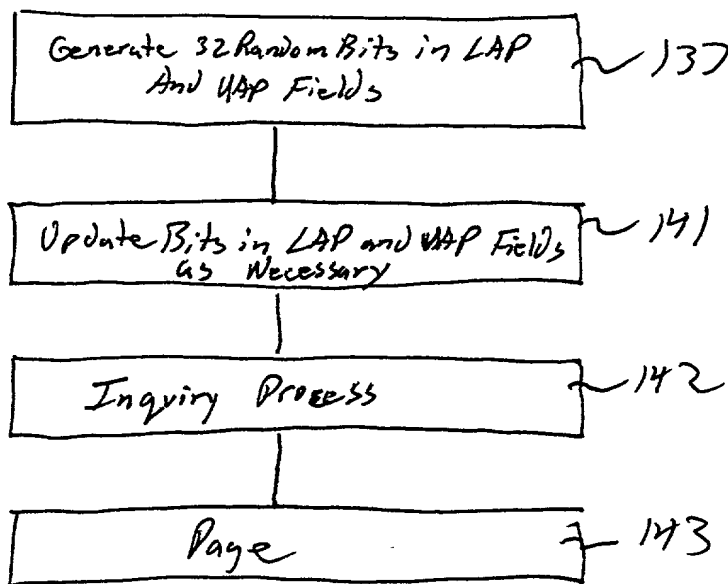 Generate 32 Random Bits in LAP
And UAP Fields
137
Update Bits in LAP and UAP Fields
as Necessary
141
Inquiry Process
142
Page
143